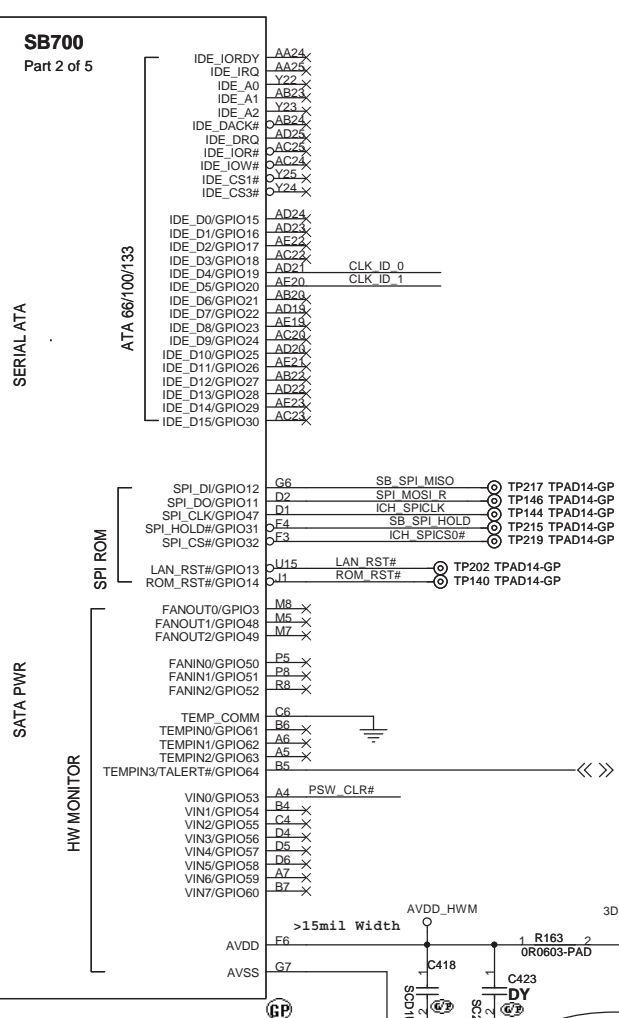 SB700
Part 2 of 5
SERIAL ATA
ATA 66/100/133
IDE_IORDY AA24
IDE_IRQ AA25
IDE_A0 Y22
IDE_A1 AB23
IDE_A2 Y23
IDE_DACK# AB24
IDE_DRQ AD25
IDE_IOR# AC25
IDE_IOW# AC24
IDE_CS1# Y25
IDE_CS3# Y24
IDE_D0/GPIO15 AD24
IDE_D1/GPIO16 AD23
IDE_D2/GPIO17 AE22
IDE_D3/GPIO18 AC22
IDE_D4/GPIO19 AD21 CLK_ID_0
IDE_D5/GPIO20 AE20 CLK_ID_1
IDE_D6/GPIO21 AB20
IDE_D7/GPIO22 AD19
IDE_D8/GPIO23 AE19
IDE_D9/GPIO24 AC20
IDE_D10/GPIO25 AD20
IDE_D11/GPIO26 AE21
IDE_D12/GPIO27 AB22
IDE_D13/GPIO28 AD22
IDE_D14/GPIO29 AE23
IDE_D15/GPIO30 AC23
SPI ROM
SPI_DI/GPIO12 G6 SB_SPI_MISO TP217 TPAD14-GP
SPI_DO/GPIO11 D2 SPI_MOSI_R TP146 TPAD14-GP
SPI_CLK/GPIO47 D1 ICH_SPICLK TP144 TPAD14-GP
SPI_HOLD#/GPIO31 F4 SB_SPI_HOLD TP215 TPAD14-GP
SPI_CS#/GPIO32 F3 ICH_SPICS0# TP219 TPAD14-GP
LAN_RST#/GPIO13 U15 LAN_RST# TP202 TPAD14-GP
ROM_RST#/GPIO14 J1 ROM_RST# TP140 TPAD14-GP
SATA PWR
HW MONITOR
FANOUT0/GPIO3 M8
FANOUT1/GPIO48 M5
FANOUT2/GPIO49 M7
FANIN0/GPIO50 P5
FANIN1/GPIO51 P8
FANIN2/GPIO52 R8
TEMP_COMM C6
TEMPIN0/GPIO61 B6
TEMPIN1/GPIO62 A6
TEMPIN2/GPIO63 A5
TEMPIN3/TALERT#/GPIO64 B5
VIN0/GPIO53 A4 PSW_CLR#
VIN1/GPIO54 B4
VIN2/GPIO55 C4
VIN3/GPIO56 D4
VIN4/GPIO57 D5
VIN5/GPIO58 D6
VIN6/GPIO59 A7
VIN7/GPIO60 B7
AVDD_HWM 3D
>15mil Width
AVDD F6 1 R163 2
0R0603-PAD
AVSS G7
1 C418
1 C423
DY
SCD1
2 G/P
SC2
2 G/P
GP